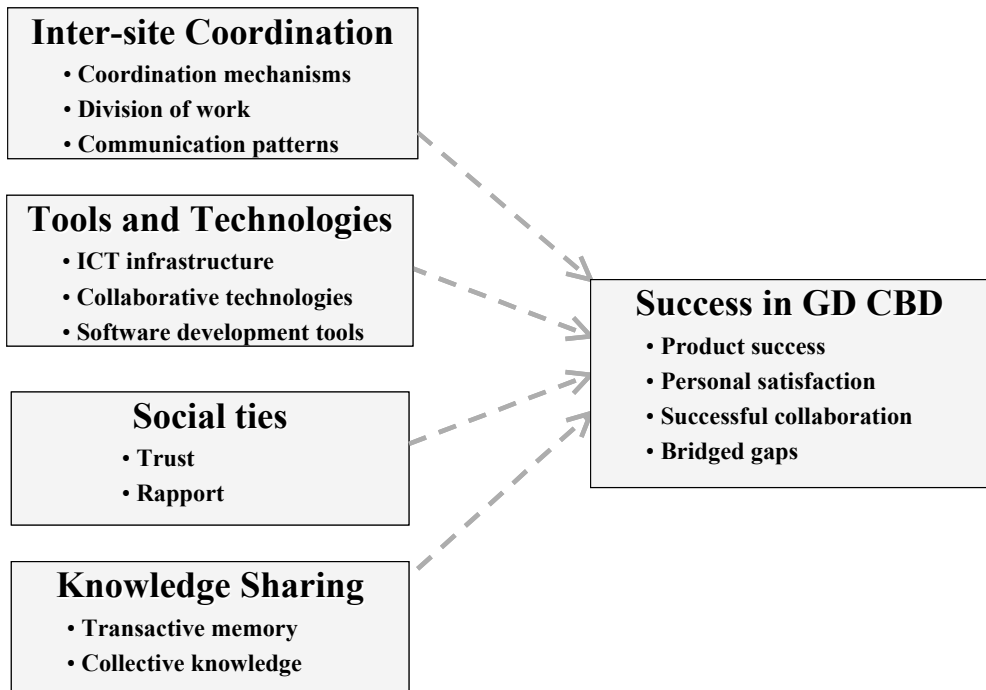 Inter-site Coordination
• Coordination mechanisms
• Division of work
• Communication patterns
Tools and Technologies
• ICT infrastructure
• Collaborative technologies
• Software development tools
Social ties
• Trust
• Rapport
Knowledge Sharing
• Transactive memory
• Collective knowledge
Success in GD CBD
• Product success
• Personal satisfaction
• Successful collaboration
• Bridged gaps